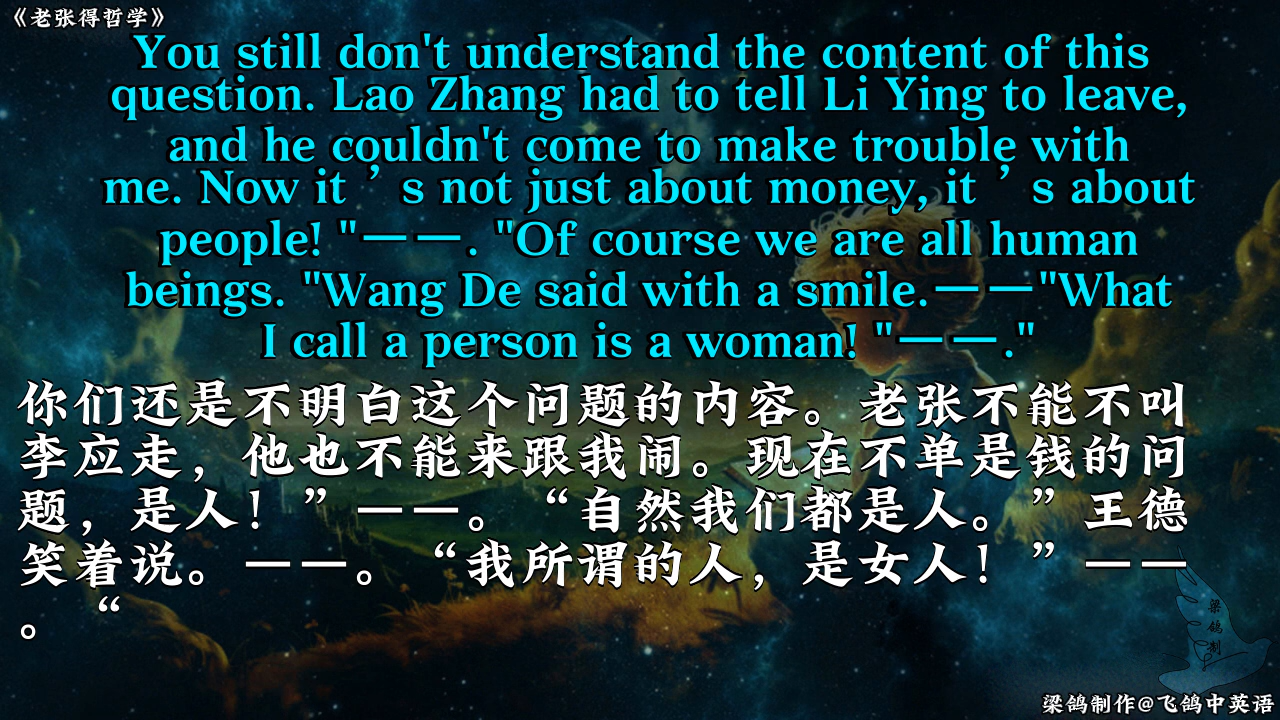 《老张得哲学》
You still don't understand the content of this
question. Lao Zhang had to tell Li Ying to leave,
and he couldn't come to make trouble with
me. Now it ’ s not just about money, it ’ s about
people! "——. "Of course we are all human
beings. "Wang De said with a smile.——"What
I call a person is a woman! "——."
你们还是不明白这个问题的内容。老张不能不叫
李应走，他也不能来跟我闹。现在不单是钱的问
题，是人！”——。“自然我们都是人。”王德
笑着说。——。“我所谓的人，是女人！”——
。“
梁鸽制
梁鸽制作@飞鸽中英语